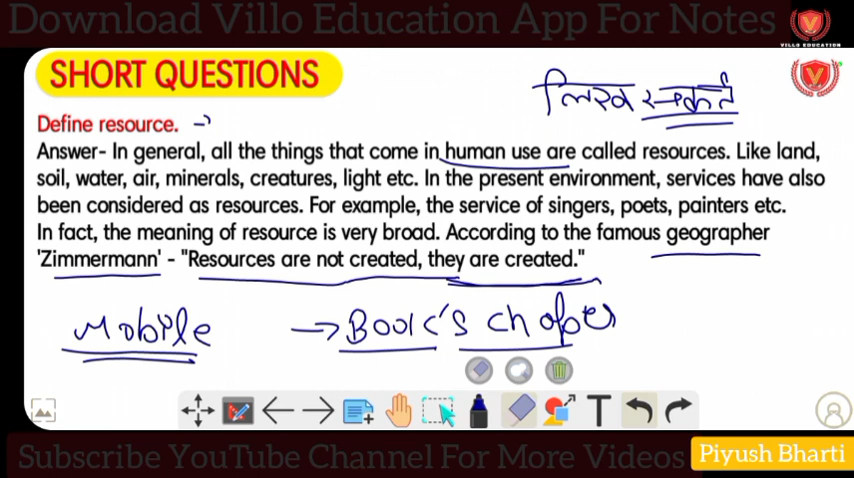 Download Villo Education App For Notes
VILLO EDUCATION
SHORT QUESTIONS
लिख सकते
Define resource. →
Answer- In general, all the things that come in human use are called resources. Like land,
soil, water, air, minerals, creatures, light etc. In the present environment, services have also
been considered as resources. For example, the service of singers, poets, painters etc.
In fact, the meaning of resource is very broad. According to the famous geographer
'Zimmermann' - "Resources are not created, they are created."
Mobile → Book's
Subscribe YouTube Channel For More Videos
Piyush Bharti